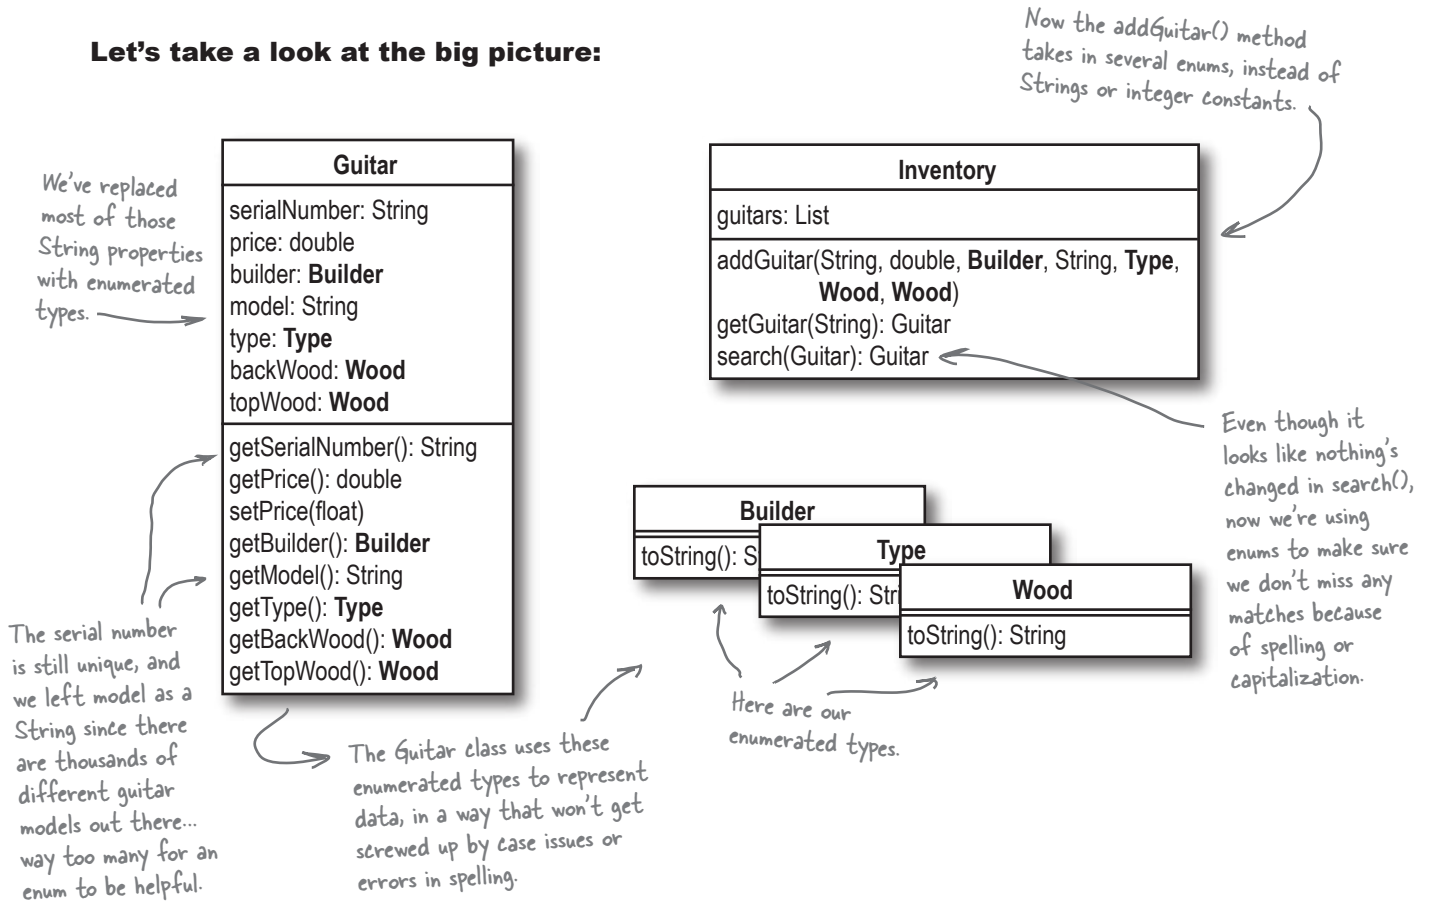 Let's take a look at the big picture:
Now the addGuitar() method
takes in several enums, instead of
Strings or integer constants.
We've replaced
most of those
String properties
with enumerated
types.
Guitar
serialNumber: String
price: double
builder: Builder
model: String
type: Type
backWood: Wood
topWood: Wood
getSerialNumber(): String
getPrice(): double
setPrice(float)
getBuilder(): Builder
getModel(): String
getType(): Type
getBackWood(): Wood
getTopWood(): Wood
Inventory
guitars: List
addGuitar(String, double, Builder, String, Type,
Wood, Wood)
getGuitar(String): Guitar
search(Guitar): Guitar
Even though it
looks like nothing's
changed in search(),
now we're using
enums to make sure
we don't miss any
matches because
of spelling or
capitalization.
Builder
toString(): S
Type
toString(): Stri
Wood
toString(): String
Here are our
enumerated types.
The serial number
is still unique, and
we left model as a
String since there
are thousands of
different guitar
models out there...
way too many for an
enum to be helpful.
The Guitar class uses these
enumerated types to represent
data, in a way that won't get
screwed up by case issues or
errors in spelling.